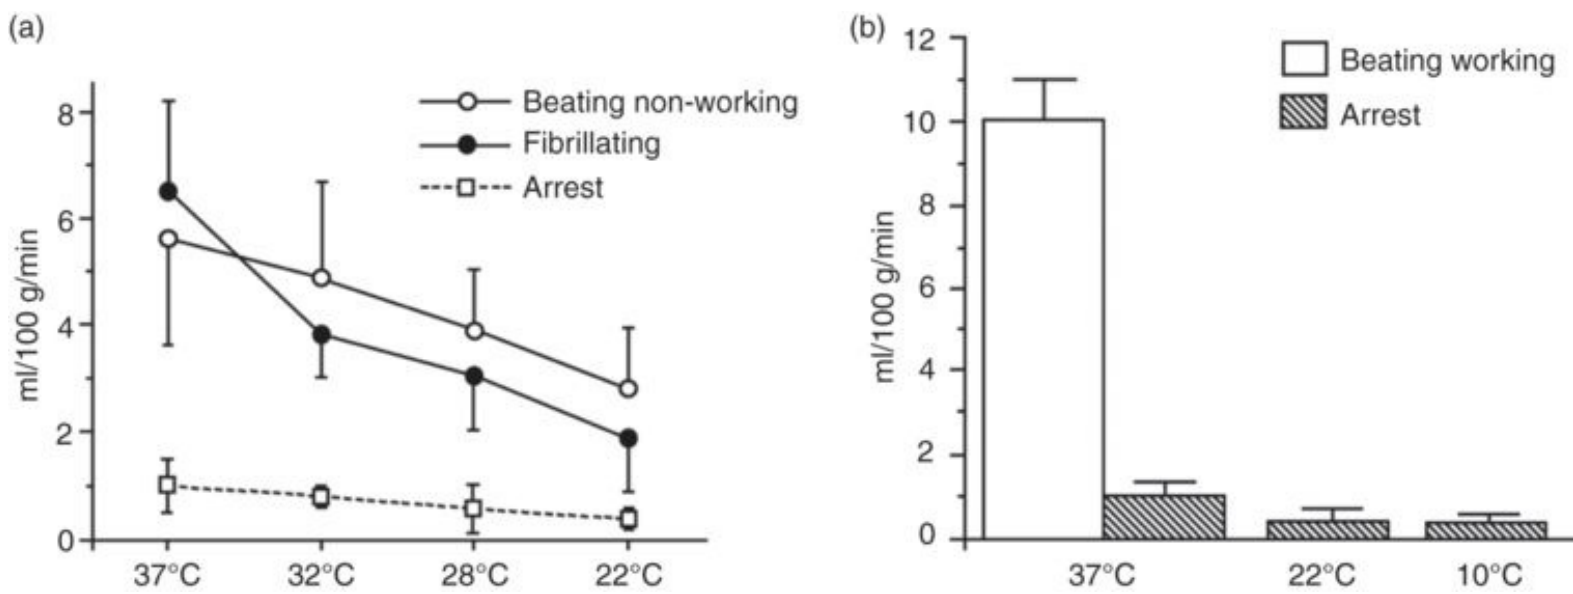 (a)
8
6
4
2
0
ml/100 g/min
Beating non-working
Fibrillating
Arrest
37°C 32°C 28°C 22°C
(b)
12
10
8
6
4
2
0
ml/100 g/min
Beating working
Arrest
37°C 22°C 10°C